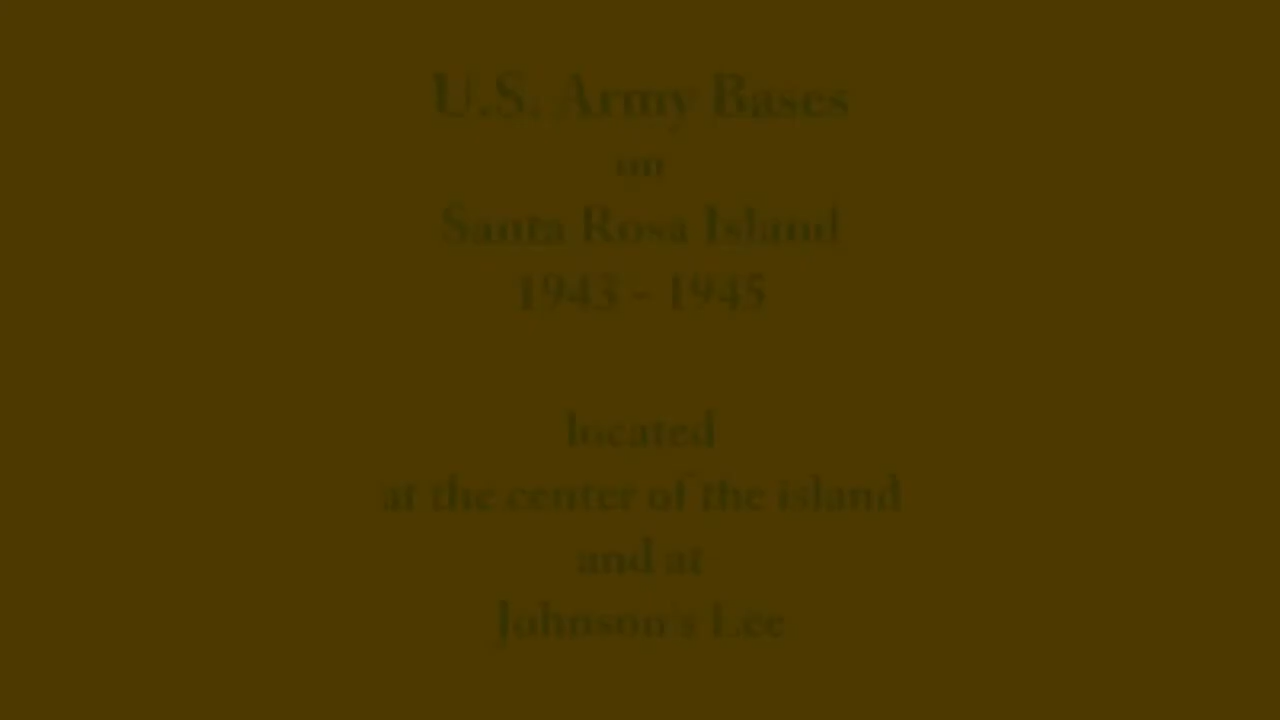 U.S. Army Bases
on
Santa Rosa Island
1943 - 1945
located
at the center of the island
and at
Johnson's Lee